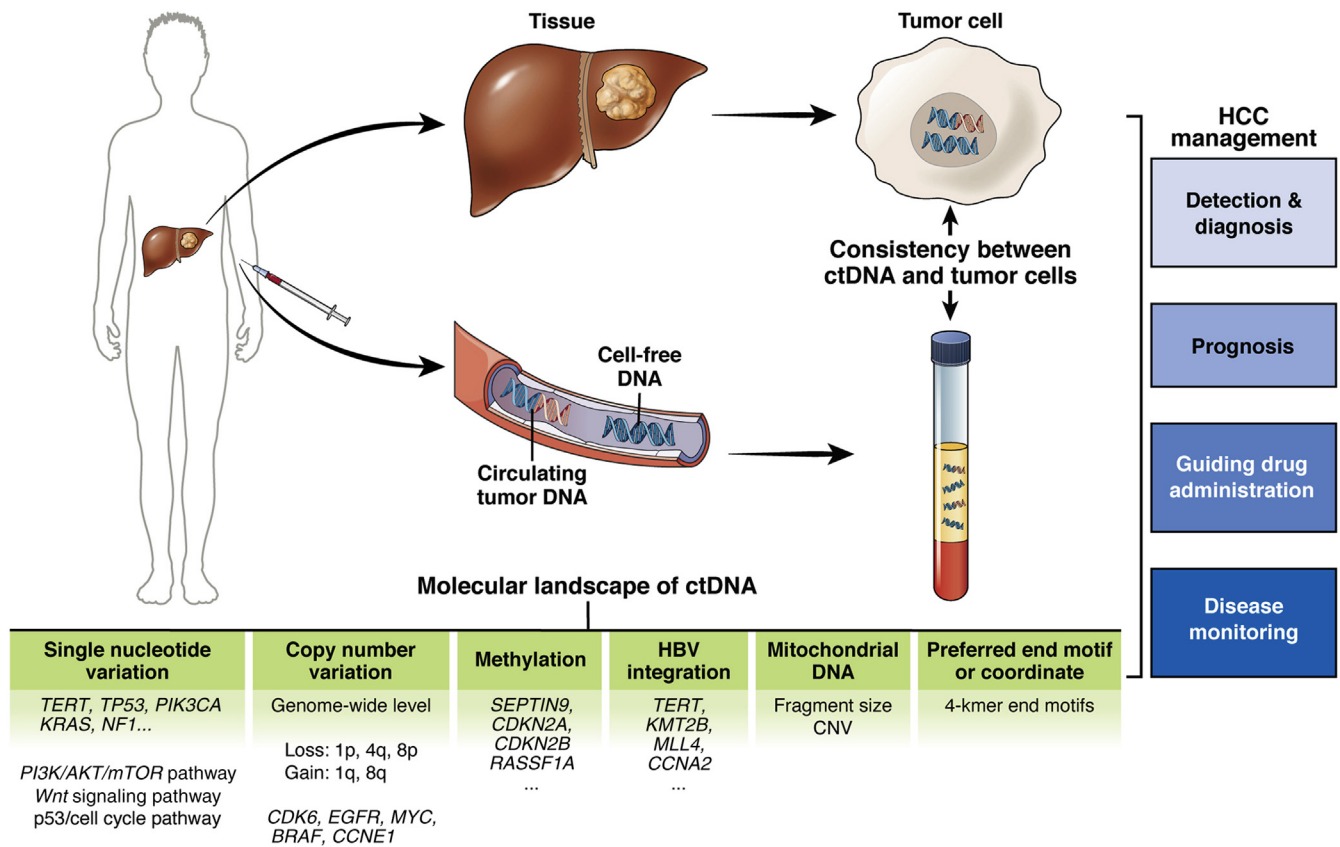 Tissue
Tumor cell
HCC
management
Detection &
diagnosis
Prognosis
Guiding drug
administration
Disease
monitoring
Consistency between
ctDNA and tumor cells
Cell-free
DNA
Circulating
tumor DNA
Molecular landscape of ctDNA
Single nucleotide
variation
TERT, TP53, PIK3CA
KRAS, NF1...
PI3K/AKT/mTOR pathway
Wnt signaling pathway
p53/cell cycle pathway
Copy number
variation
Genome-wide level
Loss: 1p, 4q, 8p
Gain: 1q, 8q
CDK6, EGFR, MYC,
BRAF, CCNE1
Methylation
SEPTIN9,
CDKN2A,
CDKN2B
RASSF1A
...
HBV
integration
TERT,
KMT2B,
MLL4,
CCNA2
...
Mitochondrial
DNA
Fragment size
CNV
Preferred end motif
or coordinate
4-kmer end motifs